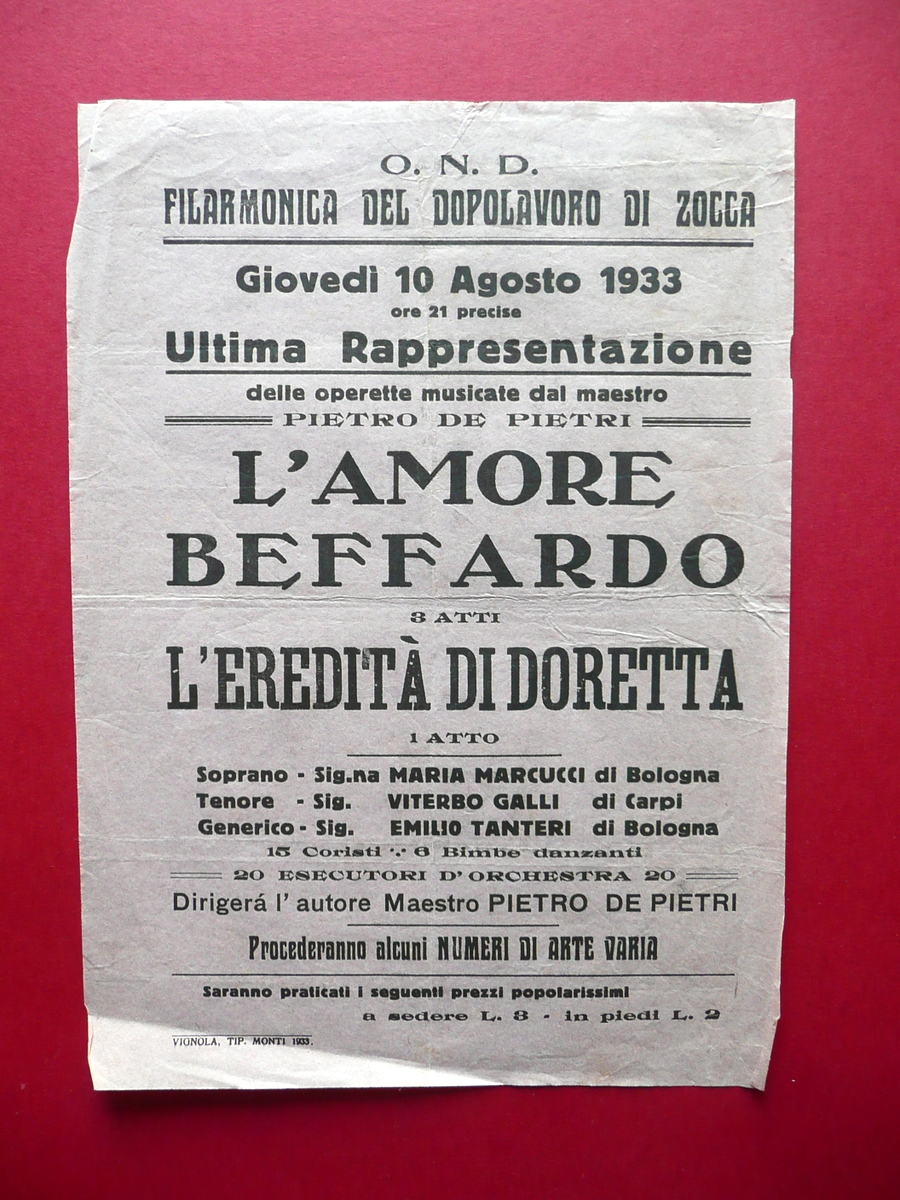 O. N. D.
FILARMONICA DEL DOPOLAVORO DI ZOCCA
Giovedì 10 Agosto 1933
ore 21 precise
Ultima Rappresentazione
delle operette musicate dal maestro
PIETRO DE PIETRI
L'AMORE
BEFFARDO
3 ATTI
L'EREDITÀ DI DORETTA
1 ATTO
Soprano - Sig.na MARIA MARCUCCI di Bologna
Tenore - Sig. VITERBO GALLI di Carpi
Generico - Sig. EMILIO TANTERI di Bologna
15 Coristi ∵ 6 Bimbe danzanti
20 ESECUTORI D'ORCHESTRA 20
Dirigerá l'autore Maestro PIETRO DE PIETRI
Procederanno alcuni NUMERI DI ARTE VARIA
Saranno praticati i seguenti prezzi popolarissimi
a sedere L. 3 - in piedi L. 2
VIGNOLA, TIP. MONTI 1933.